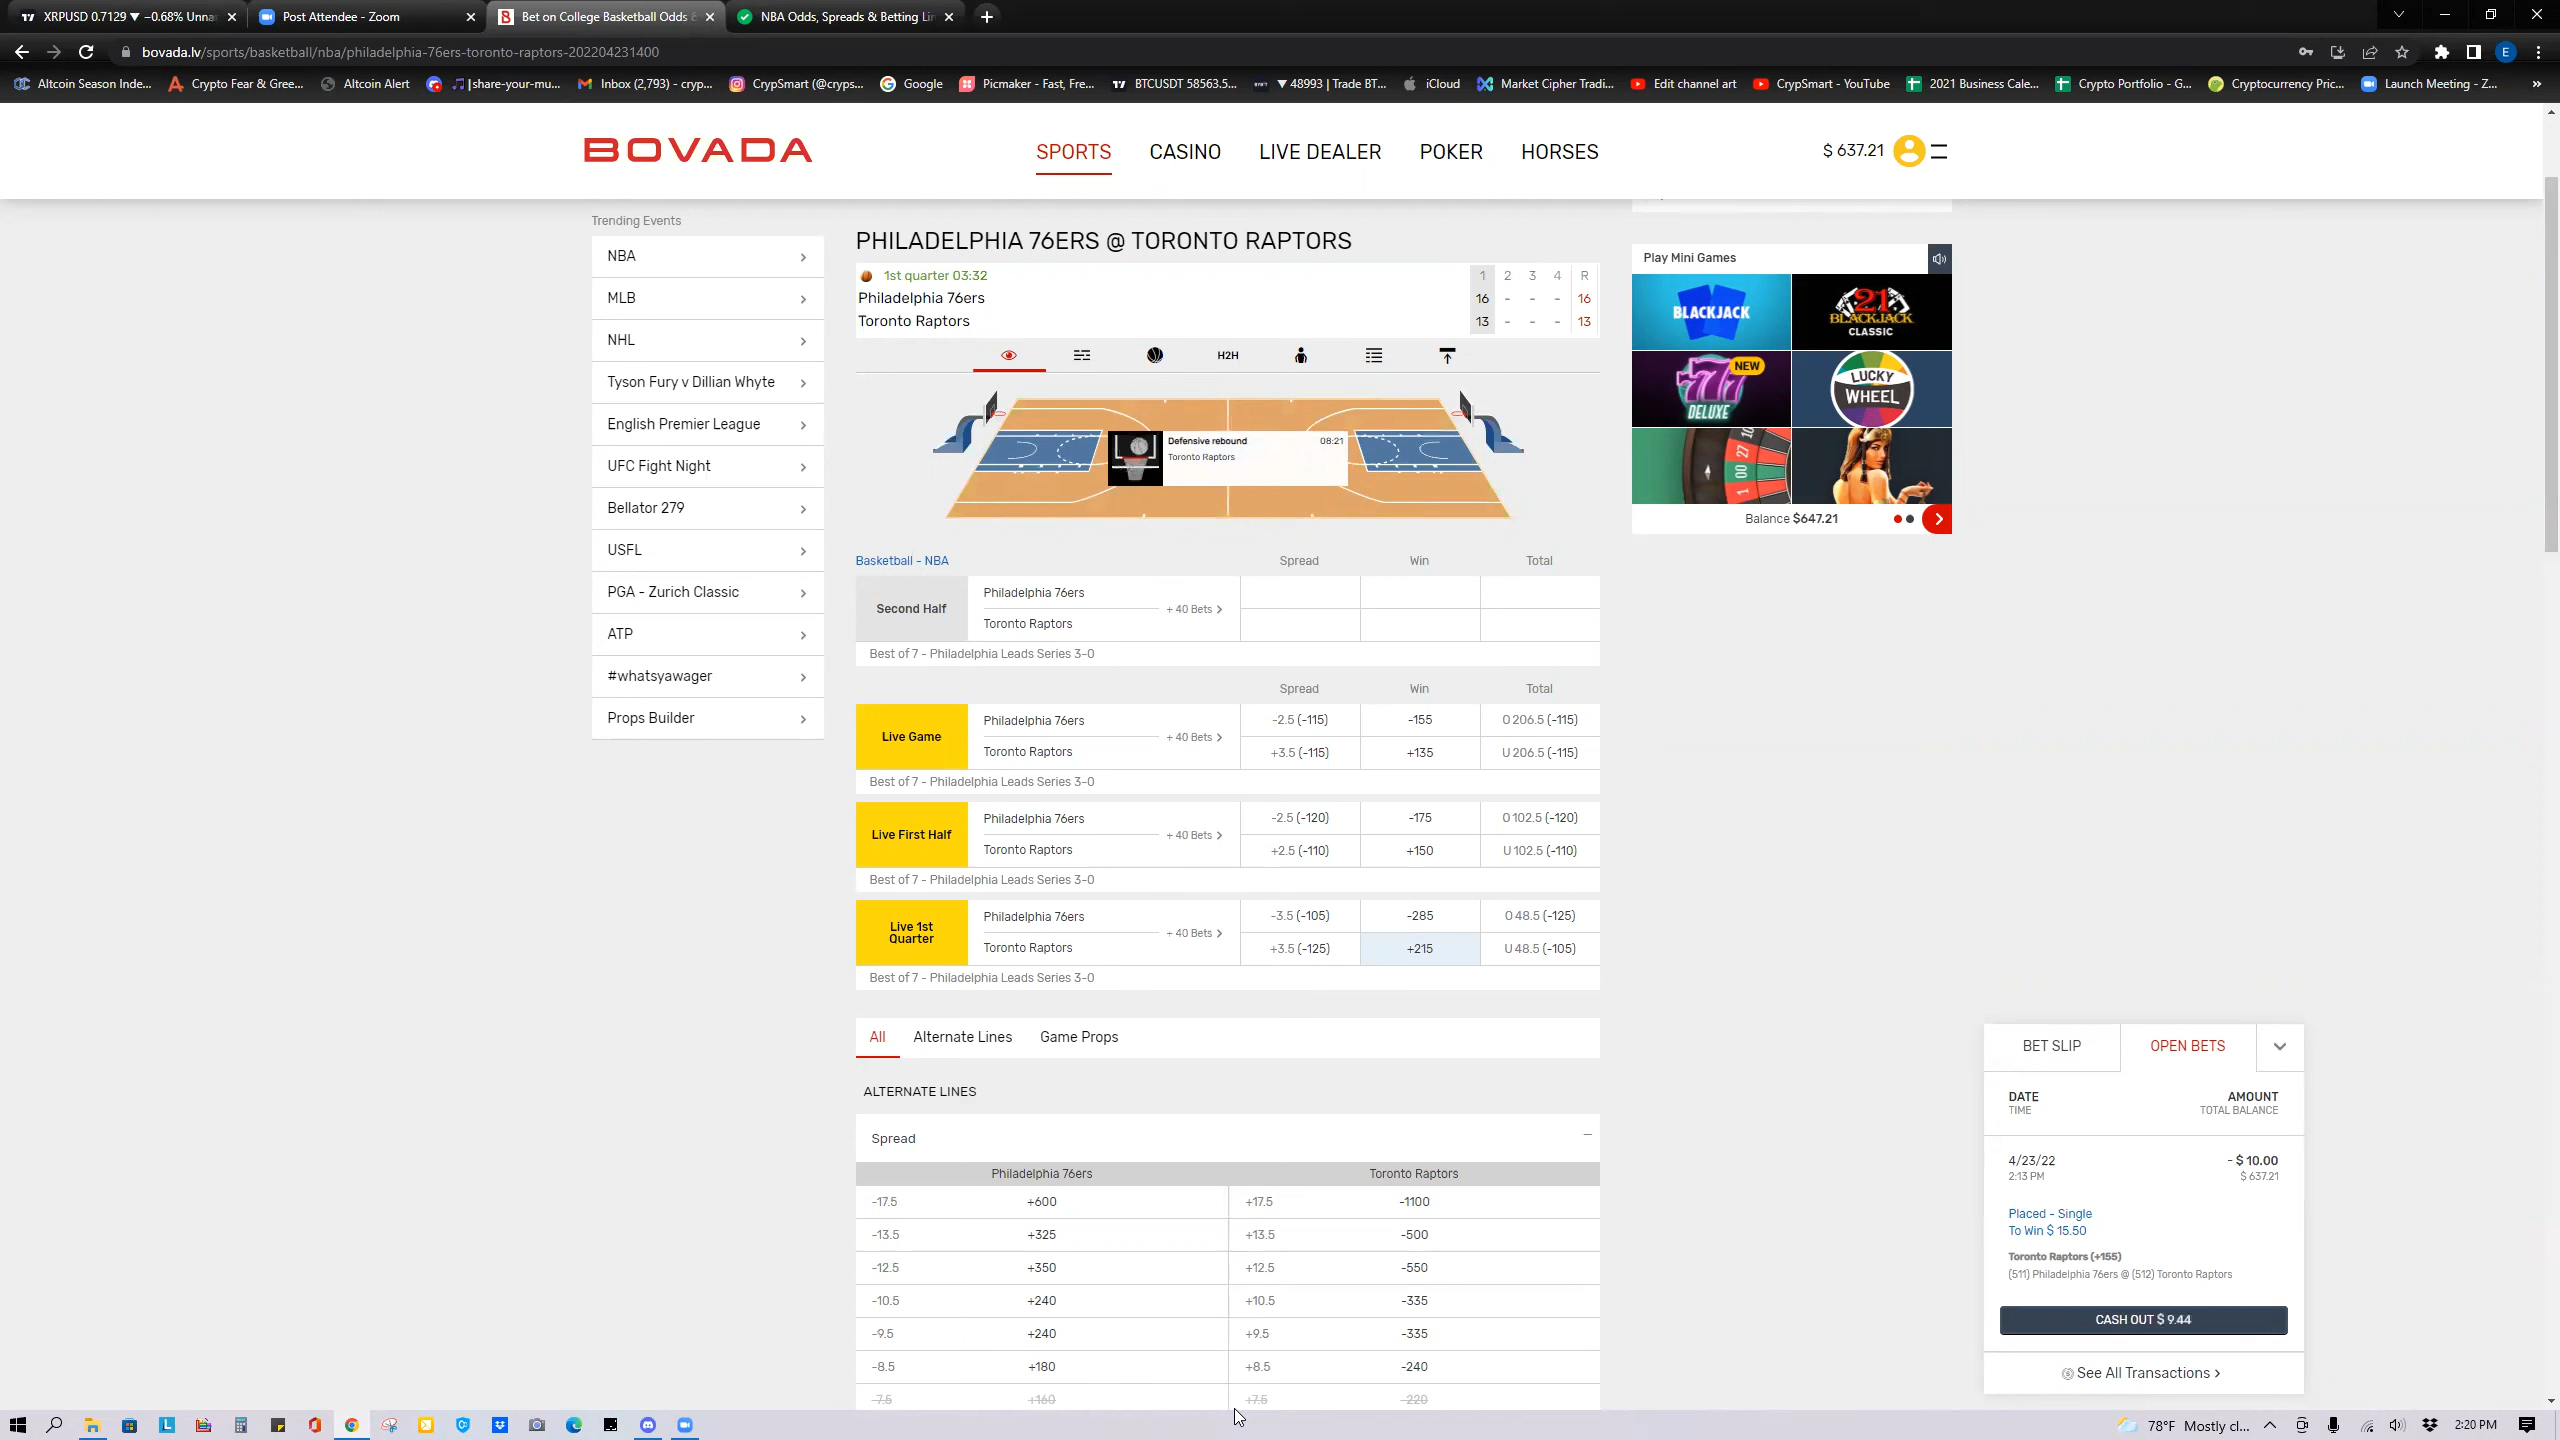 XRPUSD 0.7129 ▼ −0.68% Unna
Post Attendee - Zoom
Bet on College Basketball Odds &
NBA Odds, Spreads & Betting Lin
bovada.lv/sports/basketball/nba/philadelphia-76ers-toronto-raptors-202204231400
E
Altcoin Season Inde...
Crypto Fear & Gree...
Altcoin Alert
|share-your-mu...
Inbox (2,793) - cryp...
CrypSmart (@cryps...
Google
Picmaker - Fast, Fre...
BTCUSDT 58563.5...
▼ 48993 | Trade BT...
iCloud
Market Cipher Tradi...
Edit channel art
CrypSmart - YouTube
2021 Business Cale...
Crypto Portfolio - G...
Cryptocurrency Pric...
Launch Meeting - Z...
BOVADA
SPORTS
CASINO
LIVE DEALER
POKER
HORSES
$ 637.21
Trending Events
NBA
MLB
NHL
Tyson Fury v Dillian Whyte
English Premier League
UFC Fight Night
Bellator 279
USFL
PGA - Zurich Classic
ATP
#whatsyawager
Props Builder
PHILADELPHIA 76ERS @ TORONTO RAPTORS
1st quarter 03:32 1 2 3 4 R
Philadelphia 76ers 16 - - - 16
Toronto Raptors 13 - - - 13
H2H
Defensive rebound 08:21
Toronto Raptors
Basketball - NBA Spread Win Total
Second Half
Philadelphia 76ers
+ 40 Bets
Toronto Raptors
Best of 7 - Philadelphia Leads Series 3-0
Spread Win Total
Live Game
Philadelphia 76ers -2.5 (-115) -155 O 206.5 (-115)
+ 40 Bets
Toronto Raptors +3.5 (-115) +135 U 206.5 (-115)
Best of 7 - Philadelphia Leads Series 3-0
Live First Half
Philadelphia 76ers -2.5 (-120) -175 O 102.5 (-120)
+ 40 Bets
Toronto Raptors +2.5 (-110) +150 U 102.5 (-110)
Best of 7 - Philadelphia Leads Series 3-0
Live 1st
Quarter
Philadelphia 76ers -3.5 (-105) -285 O 48.5 (-125)
+ 40 Bets
Toronto Raptors +3.5 (-125) +215 U 48.5 (-105)
Best of 7 - Philadelphia Leads Series 3-0
All Alternate Lines Game Props
ALTERNATE LINES
Spread
Philadelphia 76ers Toronto Raptors
-17.5 +600 +17.5 -1100
-13.5 +325 +13.5 -500
-12.5 +350 +12.5 -550
-10.5 +240 +10.5 -335
-9.5 +240 +9.5 -335
-8.5 +180 +8.5 -240
-7.5 +160 +7.5 -220
Play Mini Games
BLACKJACK
21
BLACKJACK
CLASSIC
NEW
777
DELUXE
LUCKY
WHEEL
10 27 00 1
Balance $647.21
BET SLIP OPEN BETS
DATE AMOUNT
TIME TOTAL BALANCE
4/23/22 - $ 10.00
2:13 PM $ 637.21
Placed - Single
To Win $ 15.50
Toronto Raptors (+155)
(511) Philadelphia 76ers @ (512) Toronto Raptors
CASH OUT $ 9.44
See All Transactions
78°F Mostly cl...
2:20 PM